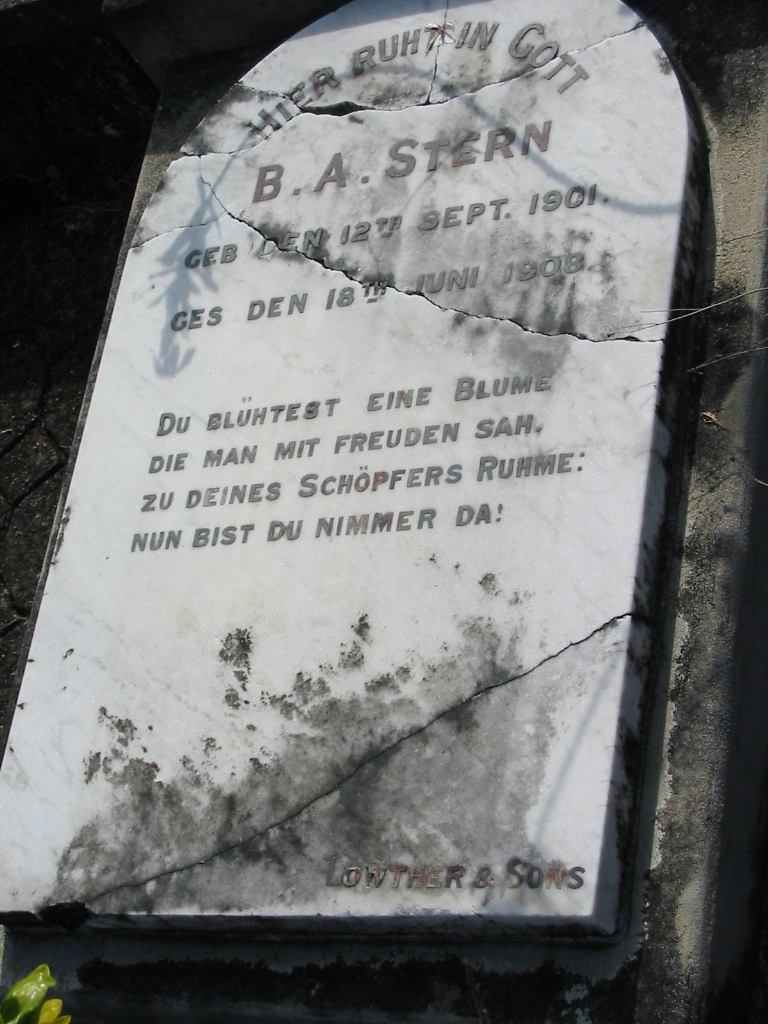 HIER RUHT IN GOTT
B. A. STERN
GEB DEN 12TH SEPT. 1901.
GES DEN 18TH JUNI 1908.
DU BLÜHTEST EINE BLUME
DIE MAN MIT FREUDEN SAH,
ZU DEINES SCHÖPFERS RUHME:
NUN BIST DU NIMMER DA!
LOWTHER & SONS